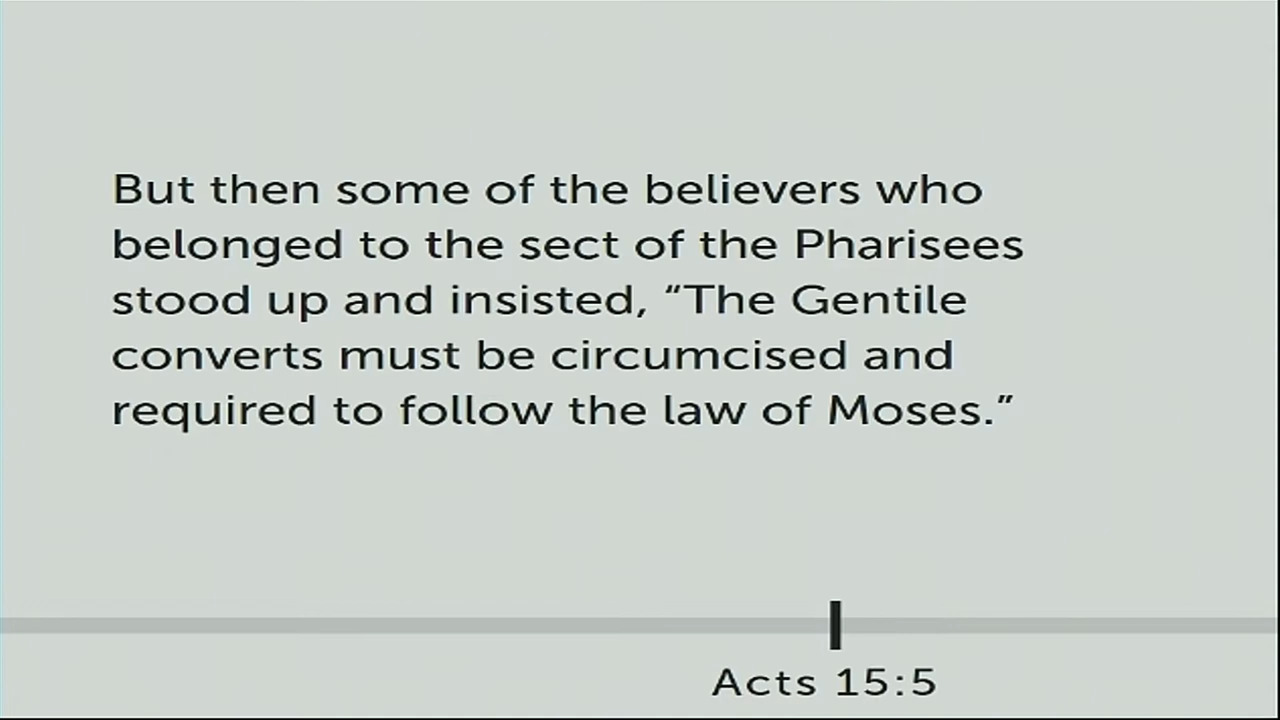 But then some of the believers who
belonged to the sect of the Pharisees
stood up and insisted, “The Gentile
converts must be circumcised and
required to follow the law of Moses.”
Acts 15:5